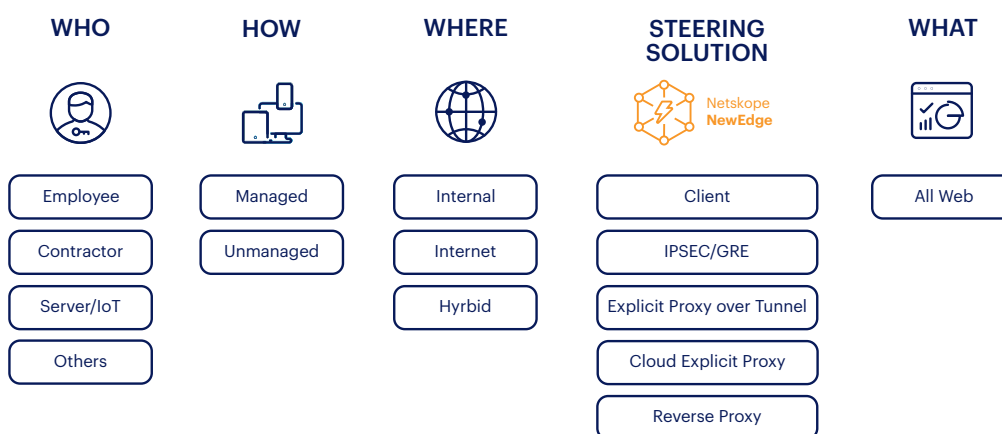 WHO
HOW
WHERE
STEERING
SOLUTION
WHAT
Netskope
NewEdge
Employee
Contractor
Server/IoT
Others
Managed
Unmanaged
Internal
Internet
Hyrbid
Client
IPSEC/GRE
Explicit Proxy over Tunnel
Cloud Explicit Proxy
Reverse Proxy
All Web